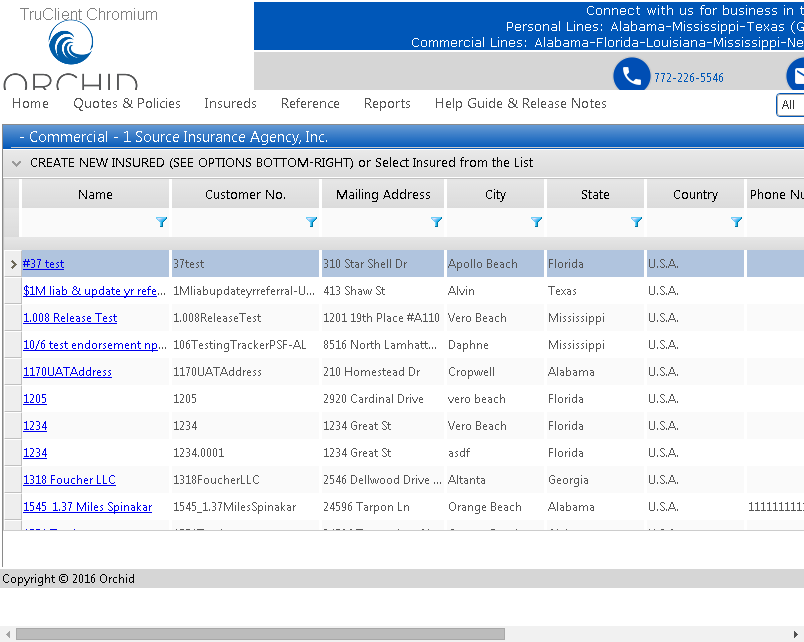 TruClient Chromium
Connect with us for business in t
Personal Lines: Alabama-Mississippi-Texas (G
Commercial Lines: Alabama-Florida-Louisiana-Mississippi-Ne
ORCHID
772-226-5546
Home Quotes & Policies Insureds Reference Reports Help Guide & Release Notes All
- Commercial - 1 Source Insurance Agency, Inc.
CREATE NEW INSURED (SEE OPTIONS BOTTOM-RIGHT) or Select Insured from the List
Name Customer No. Mailing Address City State Country Phone Nu
#37 test 37test 310 Star Shell Dr Apollo Beach Florida U.S.A.
$1M liab & update yr refe... 1Mliabupdateyrreferral-U... 413 Shaw St Alvin Texas U.S.A.
1.008 Release Test 1.008ReleaseTest 1201 19th Place #A110 Vero Beach Mississippi U.S.A.
10/6 test endorsement np... 106TestingTrackerPSF-AL 8516 North Lamhatt... Daphne Mississippi U.S.A.
1170UATAddress 1170UATAddress 210 Homestead Dr Cropwell Alabama U.S.A.
1205 1205 2920 Cardinal Drive vero beach Florida U.S.A.
1234 1234 1234 Great St Vero Beach Florida U.S.A.
1234 1234.0001 1234 Great St asdf Florida U.S.A.
1318 Foucher LLC 1318FoucherLLC 2546 Dellwood Drive ... Altanta Georgia U.S.A.
1545_1.37 Miles Spinakar 1545_1.37MilesSpinakar 24596 Tarpon Ln Orange Beach Alabama U.S.A. 1111111111
Copyright © 2016 Orchid